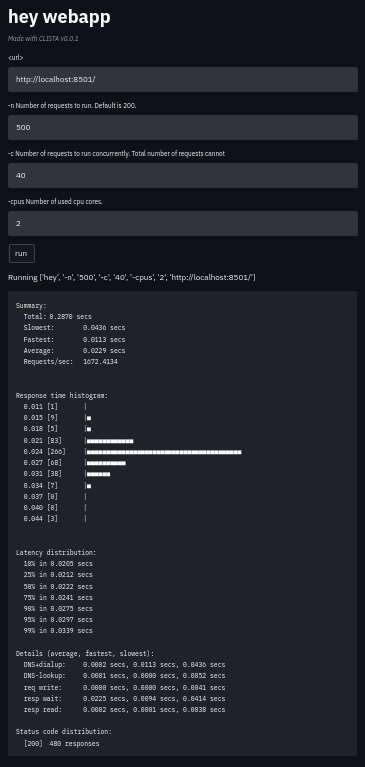 hey webapp
Made with CLISTA v0.0.1
<url>
http://localhost:8501/
-n Number of requests to run. Default is 200.
500
-c Number of requests to run concurrently. Total number of requests cannot
40
-cpus Number of used cpu cores.
2
run
Running ['hey', '-n', '500', '-c', '40', '-cpus', '2', 'http://localhost:8501/']
Summary:
Total: 0.2870 secs
Slowest: 0.0436 secs
Fastest: 0.0113 secs
Average: 0.0229 secs
Requests/sec: 1672.4134
Response time histogram:
0.011 [1] |
0.015 [9] |■
0.018 [5] |■
0.021 [83] |■■■■■■■■■■■■
0.024 [266] |■■■■■■■■■■■■■■■■■■■■■■■■■■■■■■■■■■■■■■■■
0.027 [68] |■■■■■■■■■■
0.031 [38] |■■■■■■
0.034 [7] |■
0.037 [0] |
0.040 [0] |
0.044 [3] |
Latency distribution:
10% in 0.0205 secs
25% in 0.0212 secs
50% in 0.0222 secs
75% in 0.0241 secs
90% in 0.0275 secs
95% in 0.0297 secs
99% in 0.0339 secs
Details (average, fastest, slowest):
DNS+dialup: 0.0002 secs, 0.0113 secs, 0.0436 secs
DNS-lookup: 0.0001 secs, 0.0000 secs, 0.0052 secs
req write: 0.0000 secs, 0.0000 secs, 0.0041 secs
resp wait: 0.0225 secs, 0.0094 secs, 0.0414 secs
resp read: 0.0002 secs, 0.0001 secs, 0.0038 secs
Status code distribution:
[200] 480 responses